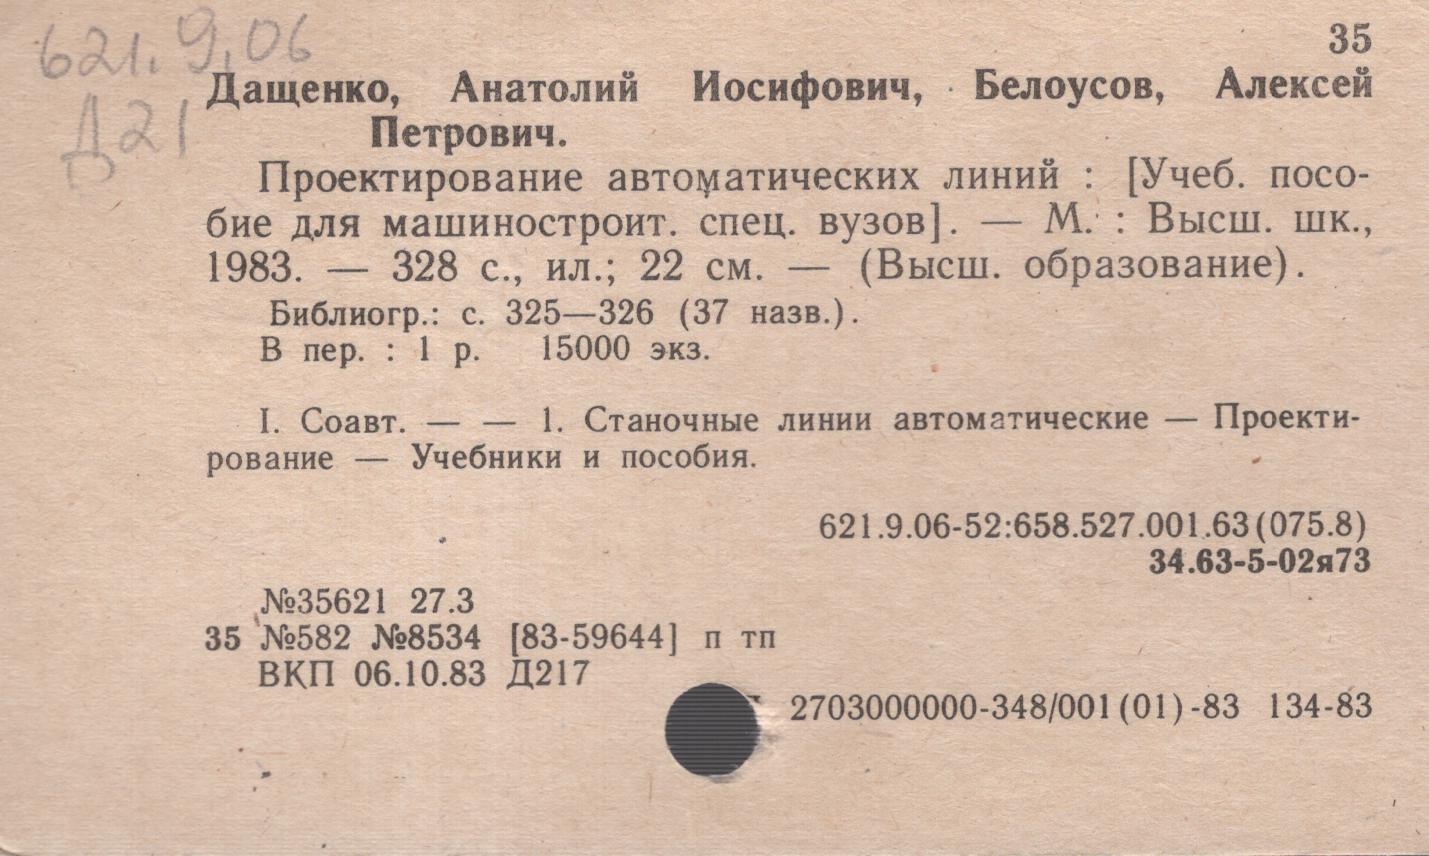 621.9.06
35
Д21
Дащенко, Анатолий Иосифович, Белоусов, Алексей
Петрович.
Проектирование автоматических линий : [Учеб. посо-
бие для машиностроит. спец. вузов]. — М. : Высш. шк.,
1983. — 328 с., ил.; 22 см. — (Высш. образование).
Библиогр.: с. 325—326 (37 назв.).
В пер. : 1 р. 15000 экз.
I. Соавт. — — 1. Станочные линии автоматические — Проекти-
рование — Учебники и пособия.
621.9.06-52:658.527.001.63(075.8)
34.63-5-02я73
№35621 27.3
35 №582 №8534 [83-59644] п тп
ВКП 06.10.83 Д217
2703000000-348/001(01)-83 134-83